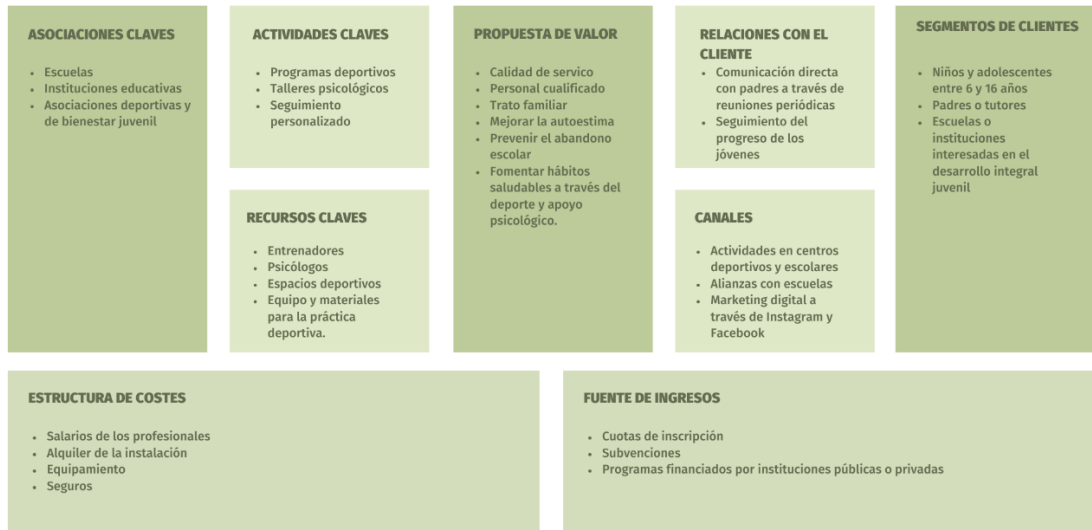 ASOCIACIONES CLAVES
• Escuelas
• Instituciones educativas
• Asociaciones deportivas y
de bienestar juvenil
ACTIVIDADES CLAVES
• Programas deportivos
• Talleres psicológicos
• Seguimiento
personalizado
RECURSOS CLAVES
• Entrenadores
• Psicólogos
• Espacios deportivos
• Equipo y materiales
para la práctica
deportiva.
PROPUESTA DE VALOR
• Calidad de servico
• Personal cualificado
• Trato familiar
• Mejorar la autoestima
• Prevenir el abandono
escolar
• Fomentar hábitos
saludables a través del
deporte y apoyo
psicológico.
RELACIONES CON EL
CLIENTE
• Comunicación directa
con padres a través de
reuniones periódicas
• Seguimiento del
progreso de los
jóvenes
CANALES
• Actividades en centros
deportivos y escolares
• Alianzas con escuelas
• Marketing digital a
través de Instagram y
Facebook
SEGMENTOS DE CLIENTES
• Niños y adolescentes
entre 6 y 16 años
• Padres o tutores
• Escuelas o
instituciones
interesadas en el
desarrollo integral
juvenil
ESTRUCTURA DE COSTES
• Salarios de los profesionales
• Alquiler de la instalación
• Equipamiento
• Seguros
FUENTE DE INGRESOS
• Cuotas de inscripción
• Subvenciones
• Programas financiados por instituciones públicas o privadas